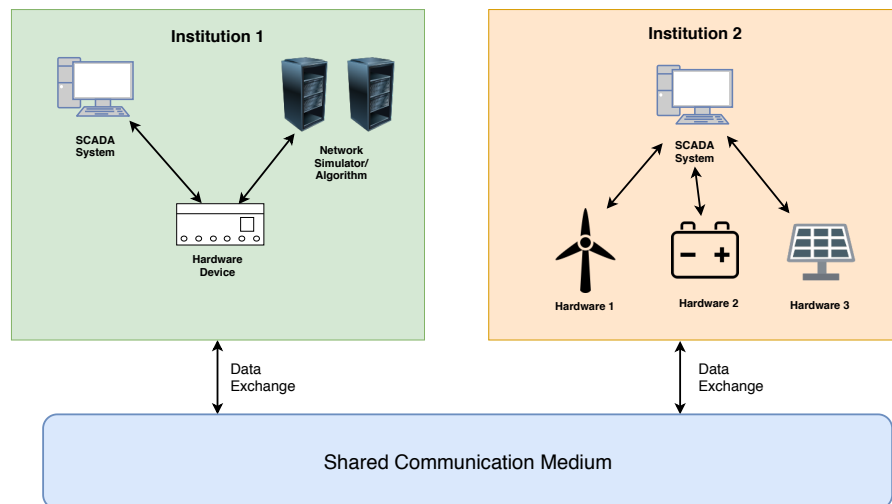 Institution 1
SCADA
System
Network
Simulator/
Algorithm
Hardware
Device
Institution 2
SCADA
System
Hardware 1
Hardware 2
Hardware 3
Data
Exchange
Data
Exchange
Shared Communication Medium